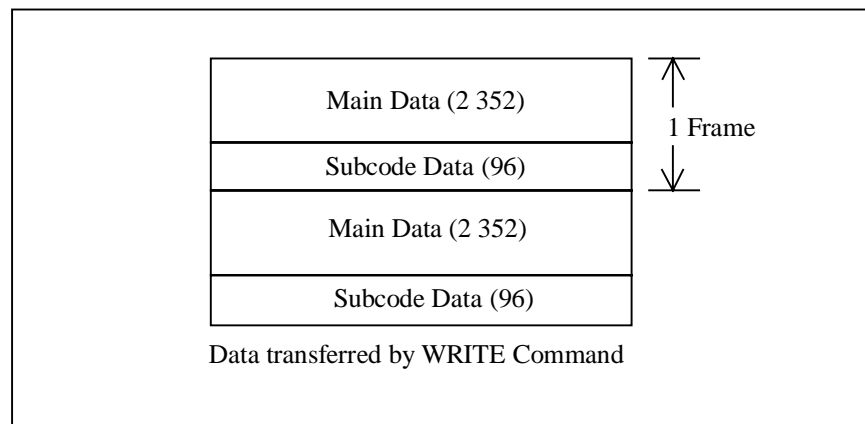 Main Data (2 352)
1 Frame
Subcode Data (96)
Main Data (2 352)
Subcode Data (96)
Data transferred by WRITE Command